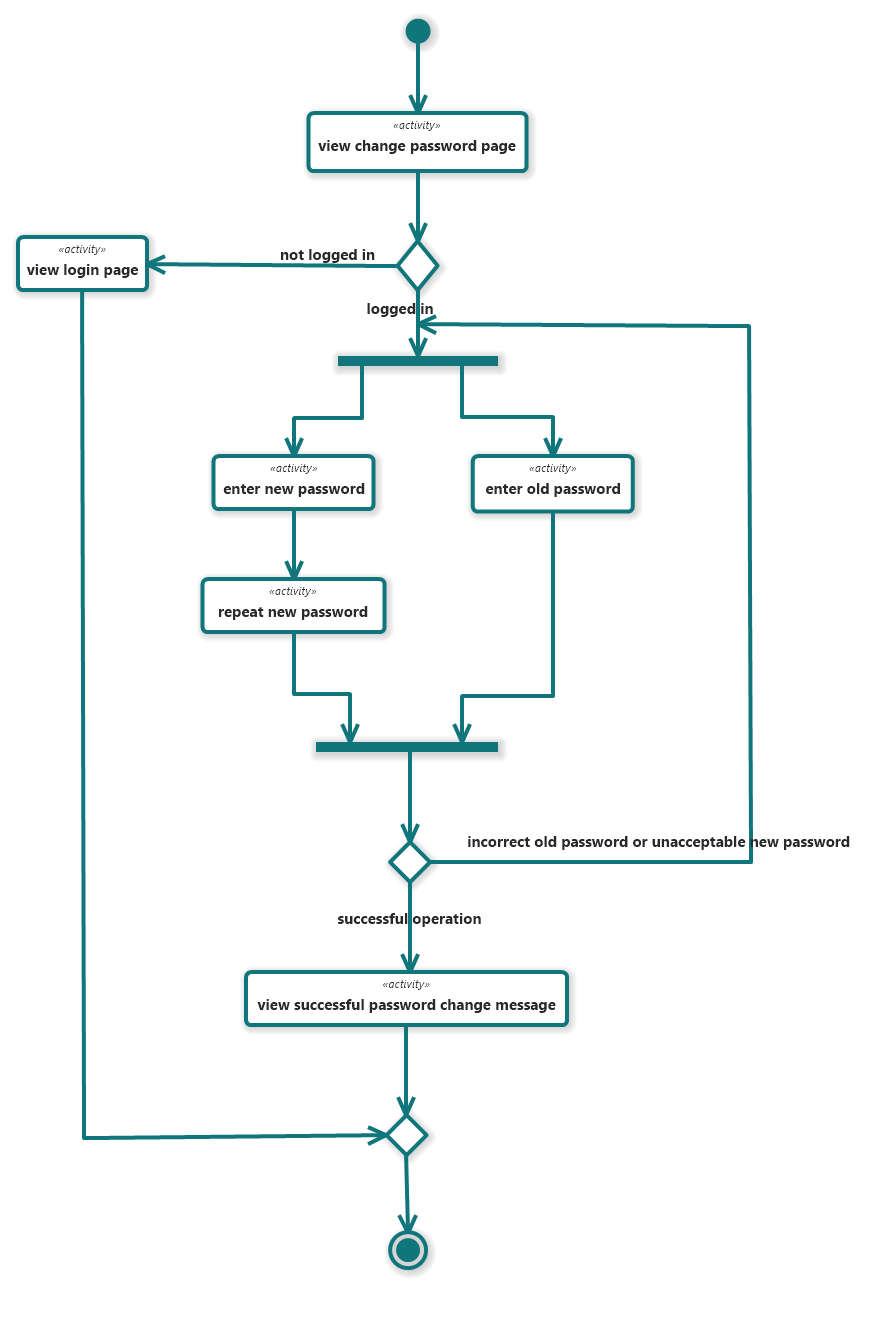 «activity»
view change password page
not logged in
«activity»
view login page
logged in
«activity»
enter new password
«activity»
enter old password
«activity»
repeat new password
incorrect old password or unacceptable new password
successful operation
«activity»
view successful password change message